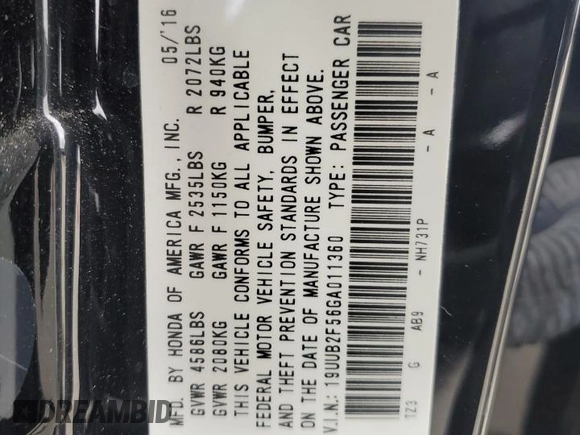 MFD. BY HONDA OF AMERICA MFG., INC. 05/'16
GVWR 4586LBS GAWR F 2535LBS R 2072LBS
GVWR 2080KG GAWR F 1150KG R 940KG
THIS VEHICLE CONFORMS TO ALL APPLICABLE
FEDERAL MOTOR VEHICLE SAFETY, BUMPER,
AND THEFT PREVENTION STANDARDS IN EFFECT
ON THE DATE OF MANUFACTURE SHOWN ABOVE.
V.I.N.: 19UUB2F56GA011360 TYPE: PASSENGER CAR
TZ3 G AB9 - NH731P - A - A
DREAMBID